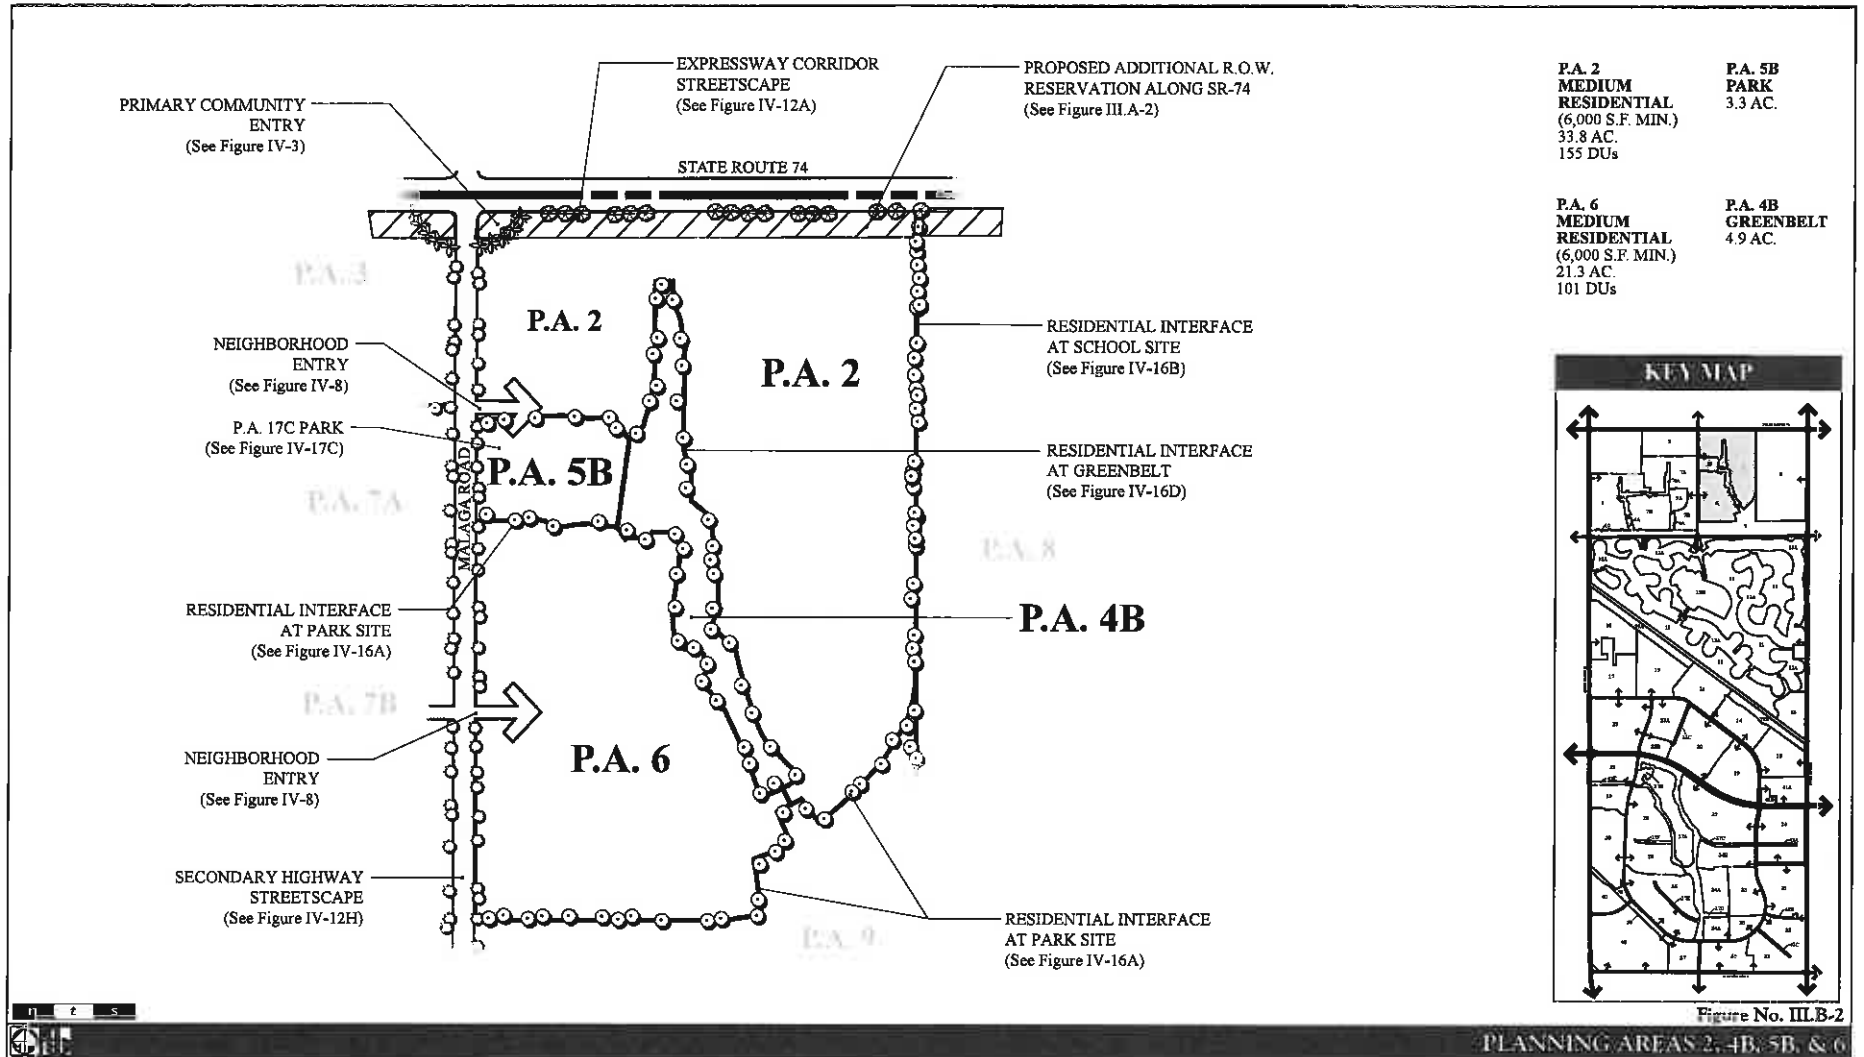 EXPRESSWAY CORRIDOR
STREETSCAPE
(See Figure IV-12A)
PROPOSED ADDITIONAL R.O.W.
RESERVATION ALONG SR-74
(See Figure III.A-2)
PRIMARY COMMUNITY
ENTRY
(See Figure IV-3)
STATE ROUTE 74
P.A. 2
MEDIUM
RESIDENTIAL
(6,000 S.F. MIN.)
33.8 AC.
155 DUs
P.A. 5B
PARK
3.3 AC.
P.A. 6
MEDIUM
RESIDENTIAL
(6,000 S.F. MIN.)
21.3 AC.
101 DUs
P.A. 4B
GREENBELT
4.9 AC.
P.A. 3
P.A. 2
P.A. 2
NEIGHBORHOOD
ENTRY
(See Figure IV-8)
RESIDENTIAL INTERFACE
AT SCHOOL SITE
(See Figure IV-16B)
P.A. 17C PARK
(See Figure IV-17C)
P.A. 5B
RESIDENTIAL INTERFACE
AT GREENBELT
(See Figure IV-16D)
P.A. 7A
MALAGA ROAD
P.A. 8
RESIDENTIAL INTERFACE
AT PARK SITE
(See Figure IV-16A)
P.A. 4B
P.A. 7B
P.A. 6
NEIGHBORHOOD
ENTRY
(See Figure IV-8)
SECONDARY HIGHWAY
STREETSCAPE
(See Figure IV-12H)
P.A. 9
RESIDENTIAL INTERFACE
AT PARK SITE
(See Figure IV-16A)
KEY MAP
n t s
Figure No. III.B-2
PLANNING AREAS 2, 4B, 5B, & 6